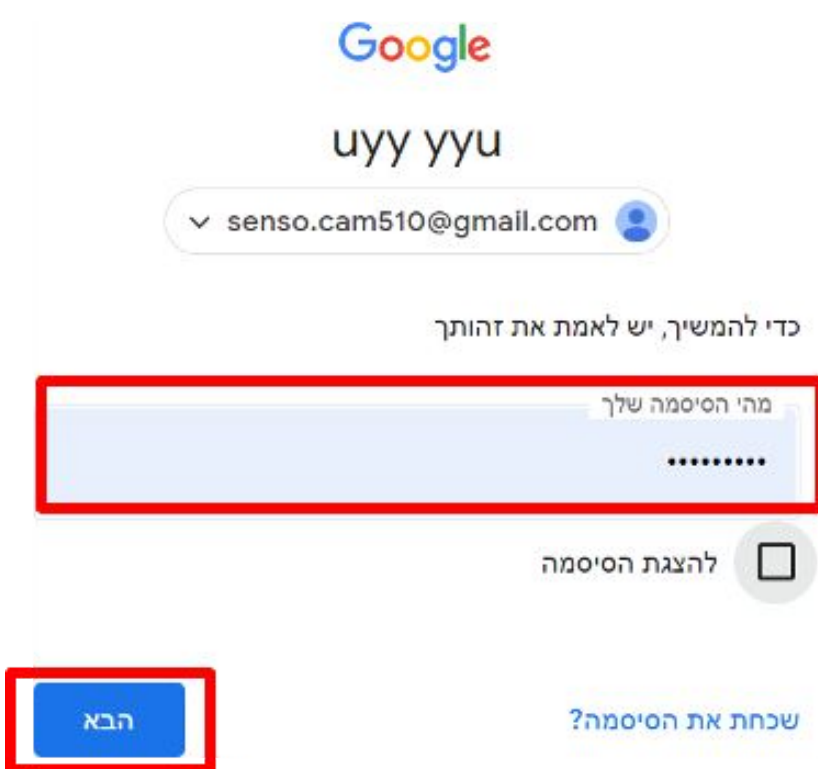 Google
uyy yyu
senso.cam510@gmail.com
כדי להמשיך, יש לאמת את זהותך
מהי הסיסמה שלך
•••••••••
להצגת הסיסמה
שכחת את הסיסמה?
הבא